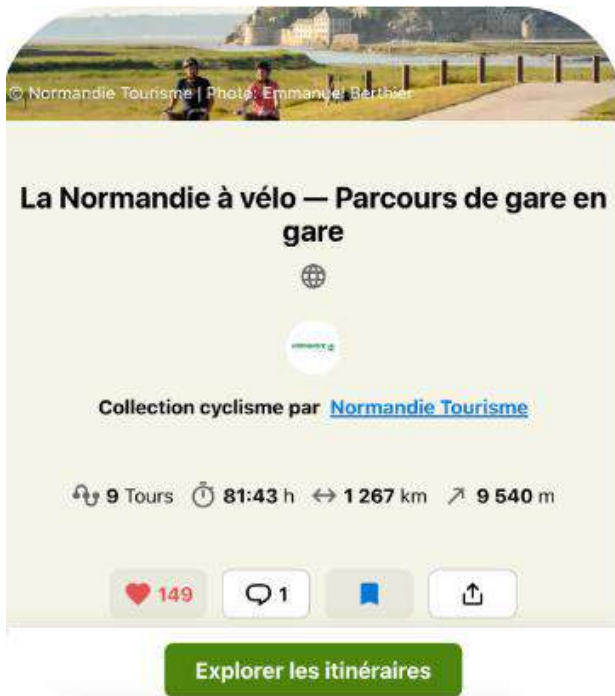 © Normandie Tourisme | Photo: Emmanuel Berthier
La Normandie à vélo — Parcours de gare en
gare
Collection cyclisme par Normandie Tourisme
9 Tours 81:43 h 1 267 km 9 540 m
149 1
Explorer les itinéraires